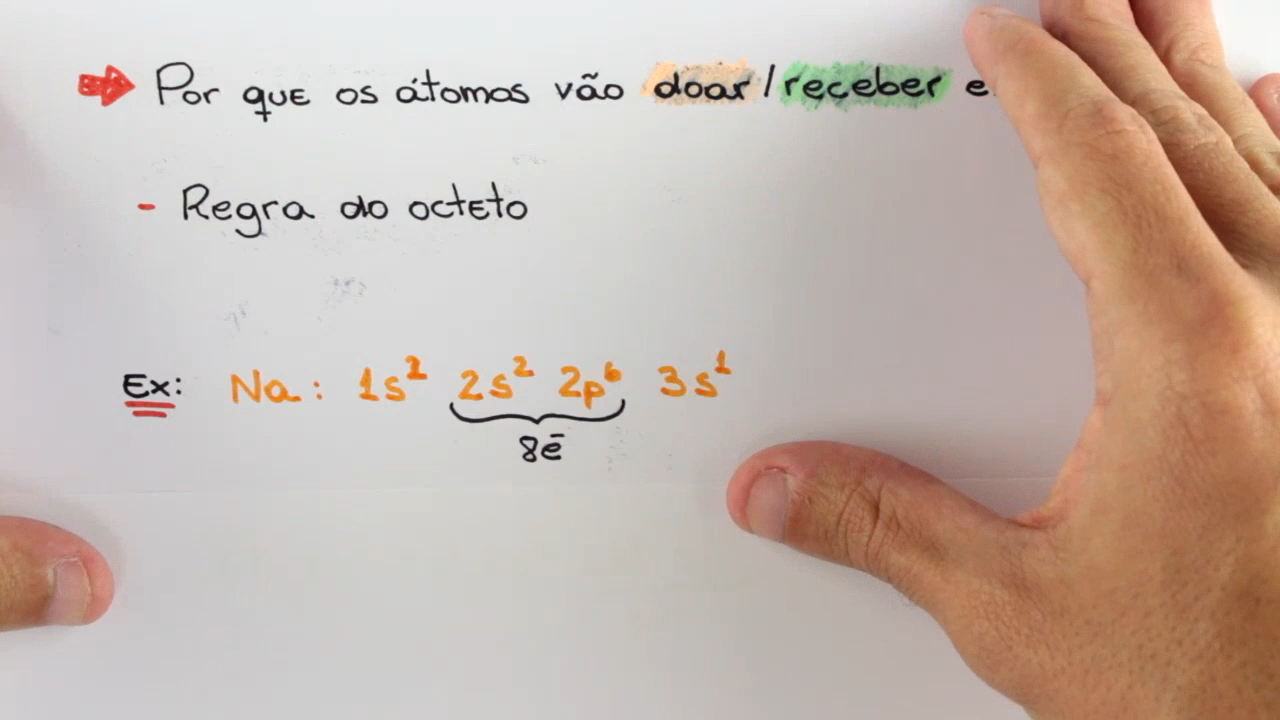 Por que os átomos vão doar/receber
- Regra do octeto
Ex: Na: 1s² 2s² 2p⁶ 3s¹
8ē